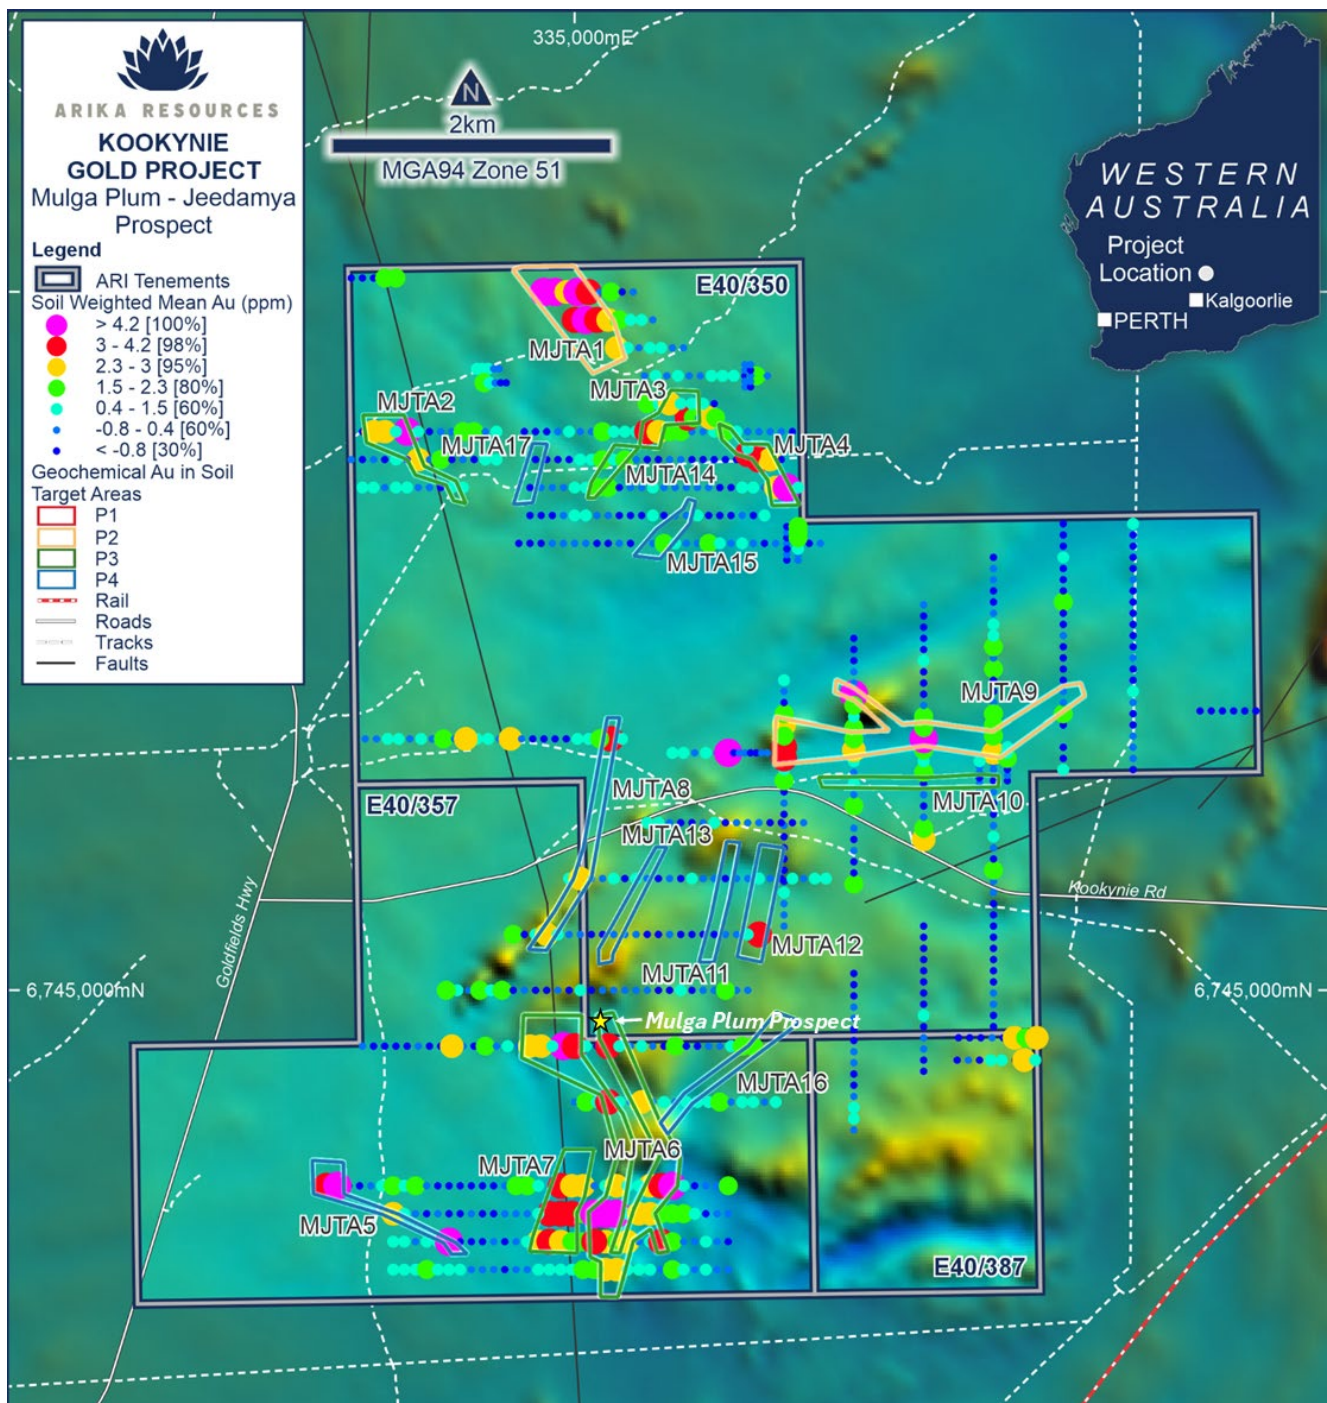 335,000mE
ARIKA RESOURCES
KOOKYNIE
GOLD PROJECT
Mulga Plum - Jeedamya
Prospect
Legend
ARI Tenements
Soil Weighted Mean Au (ppm)
> 4.2 [100%]
3 - 4.2 [98%]
2.3 - 3 [95%]
1.5 - 2.3 [80%]
0.4 - 1.5 [60%]
-0.8 - 0.4 [60%]
< -0.8 [30%]
Geochemical Au in Soil
Target Areas
P1
P2
P3
P4
Rail
Roads
Tracks
Faults
N
2km
MGA94 Zone 51
WESTERN
AUSTRALIA
Project
Location
Kalgoorlie
PERTH
E40/350
MJTA1
MJTA3
MJTA2
MJTA17
MJTA4
MJTA14
MJTA15
MJTA9
MJTA8
MJTA10
E40/357
MJTA13
Goldfields Hwy
Kookynie Rd
MJTA12
MJTA11
6,745,000mN
6,745,000mN
Mulga Plum Prospect
MJTA16
MJTA6
MJTA7
MJTA5
E40/387